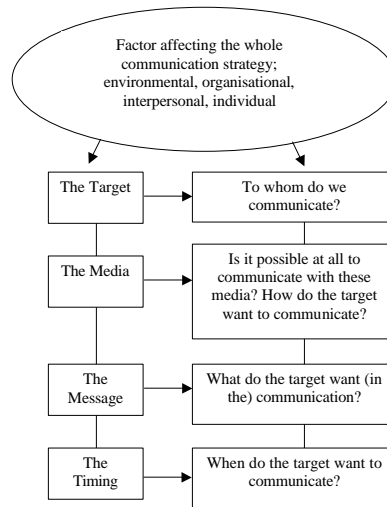 Factor affecting the whole
communication strategy;
environmental, organisational,
interpersonal, individual
The Target
To whom do we
communicate?
The Media
Is it possible at all to
communicate with these
media? How do the target
want to communicate?
The
Message
What do the target want (in
the) communication?
The
Timing
When do the target want to
communicate?